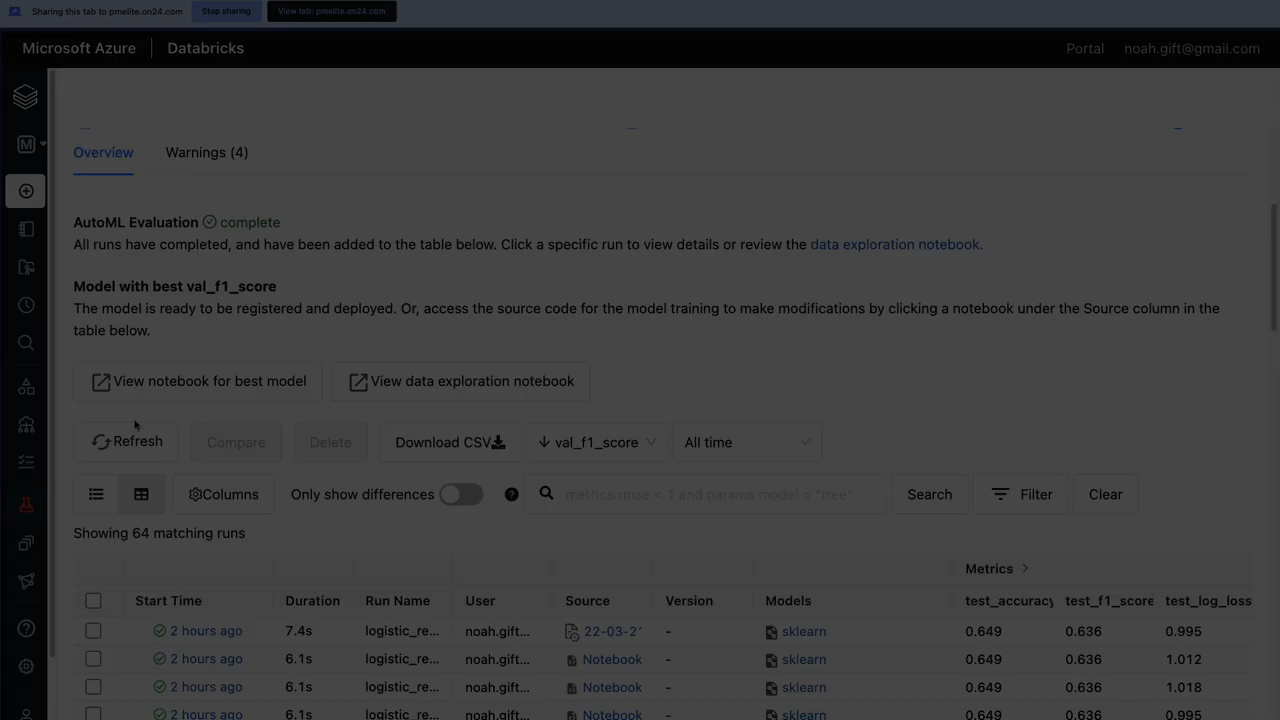 Sharing this tab to pmelite.on24.com Stop sharing View tab: pmelite.on24.com
Microsoft Azure Databricks Portal noah.gift@gmail.com
M
Overview Warnings (4)
AutoML Evaluation complete
All runs have completed, and have been added to the table below. Click a specific run to view details or review the data exploration notebook.
Model with best val_f1_score
The model is ready to be registered and deployed. Or, access the source code for the model training to make modifications by clicking a notebook under the Source column in the
table below.
View notebook for best model View data exploration notebook
Refresh Compare Delete Download CSV val_f1_score All time
Columns Only show differences ? metrics.rmse < 1 and params.model = "tree" Search Filter Clear
Showing 64 matching runs
Metrics >
Start Time Duration Run Name User Source Version Models test_accuracy test_f1_score test_log_loss
2 hours ago 7.4s logistic_re... noah.gift... 22-03-2 - sklearn 0.649 0.636 0.995
2 hours ago 6.1s logistic_re... noah.gift... Notebook - sklearn 0.649 0.636 1.012
2 hours ago 6.1s logistic_re... noah.gift... Notebook - sklearn 0.649 0.636 1.018
2 hours ago 6.1s logistic_re... noah.gift... Notebook - sklearn 0.649 0.636 0.995